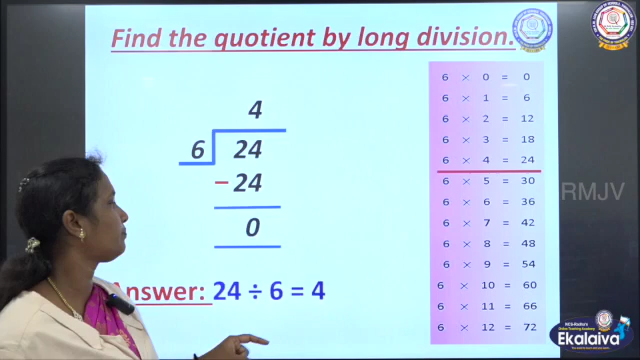 Find the quotient by long division.
4
6 24
- 24
0
Answer: 24 ÷ 6 = 4
6 × 0 = 0
6 × 1 = 6
6 × 2 = 12
6 × 3 = 18
6 × 4 = 24
6 × 5 = 30
6 × 6 = 36
6 × 7 = 42
6 × 8 = 48
6 × 9 = 54
6 × 10 = 60
6 × 11 = 66
6 × 12 = 72
RMJV
Ekalaiva